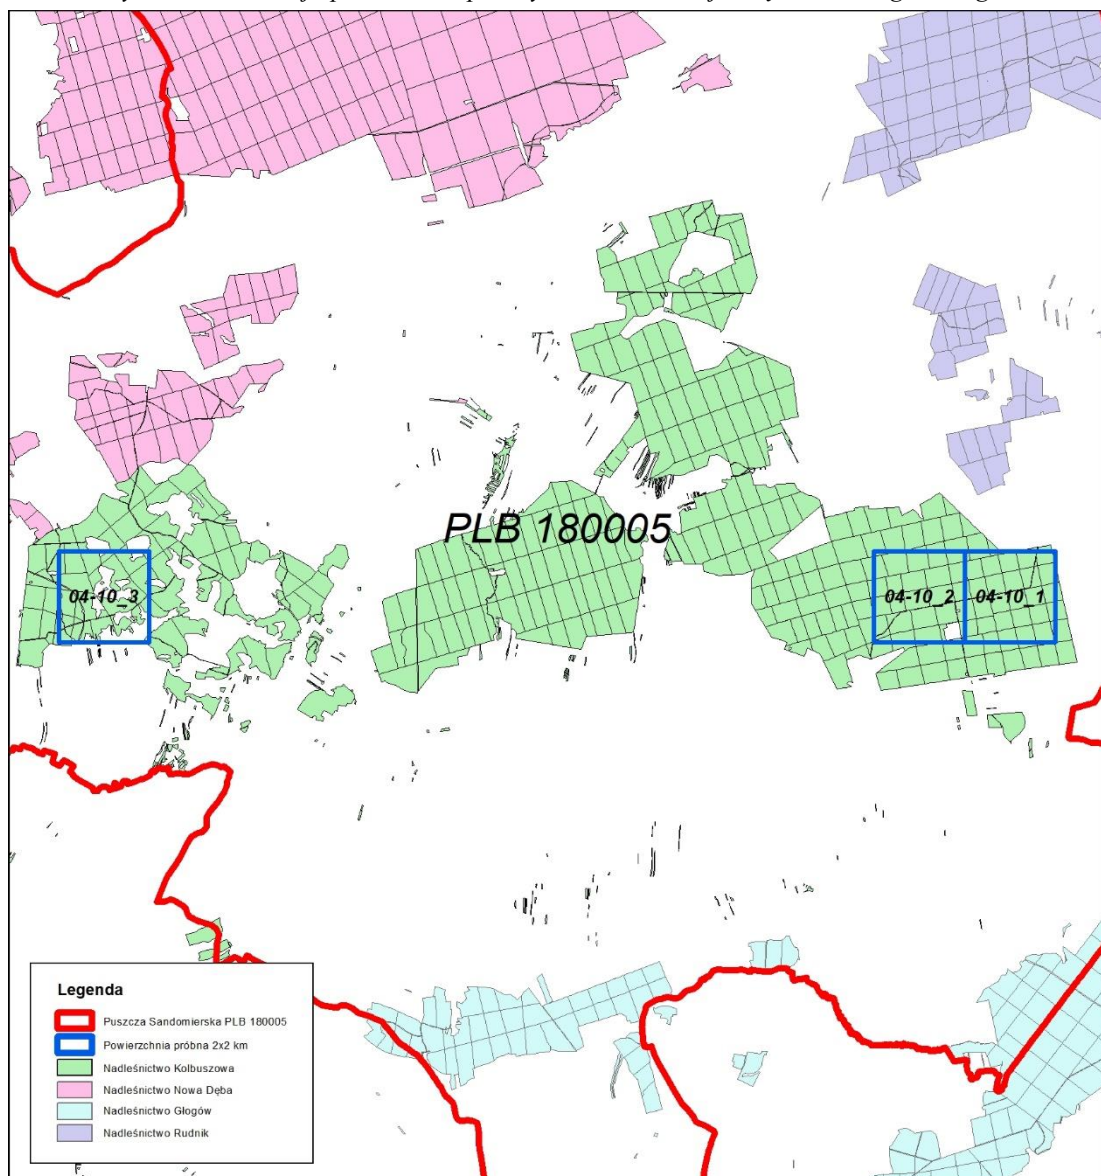 PLB 180005
04-10_3
04-10_2
04-10_1
Legenda
Puszcza Sandomierska PLB 180005
Powierzchnia próbna 2x2 km
Nadleśnictwo Kolbuszowa
Nadleśnictwo Nowa Dęba
Nadleśnictwo Głogów
Nadleśnictwo Rudnik